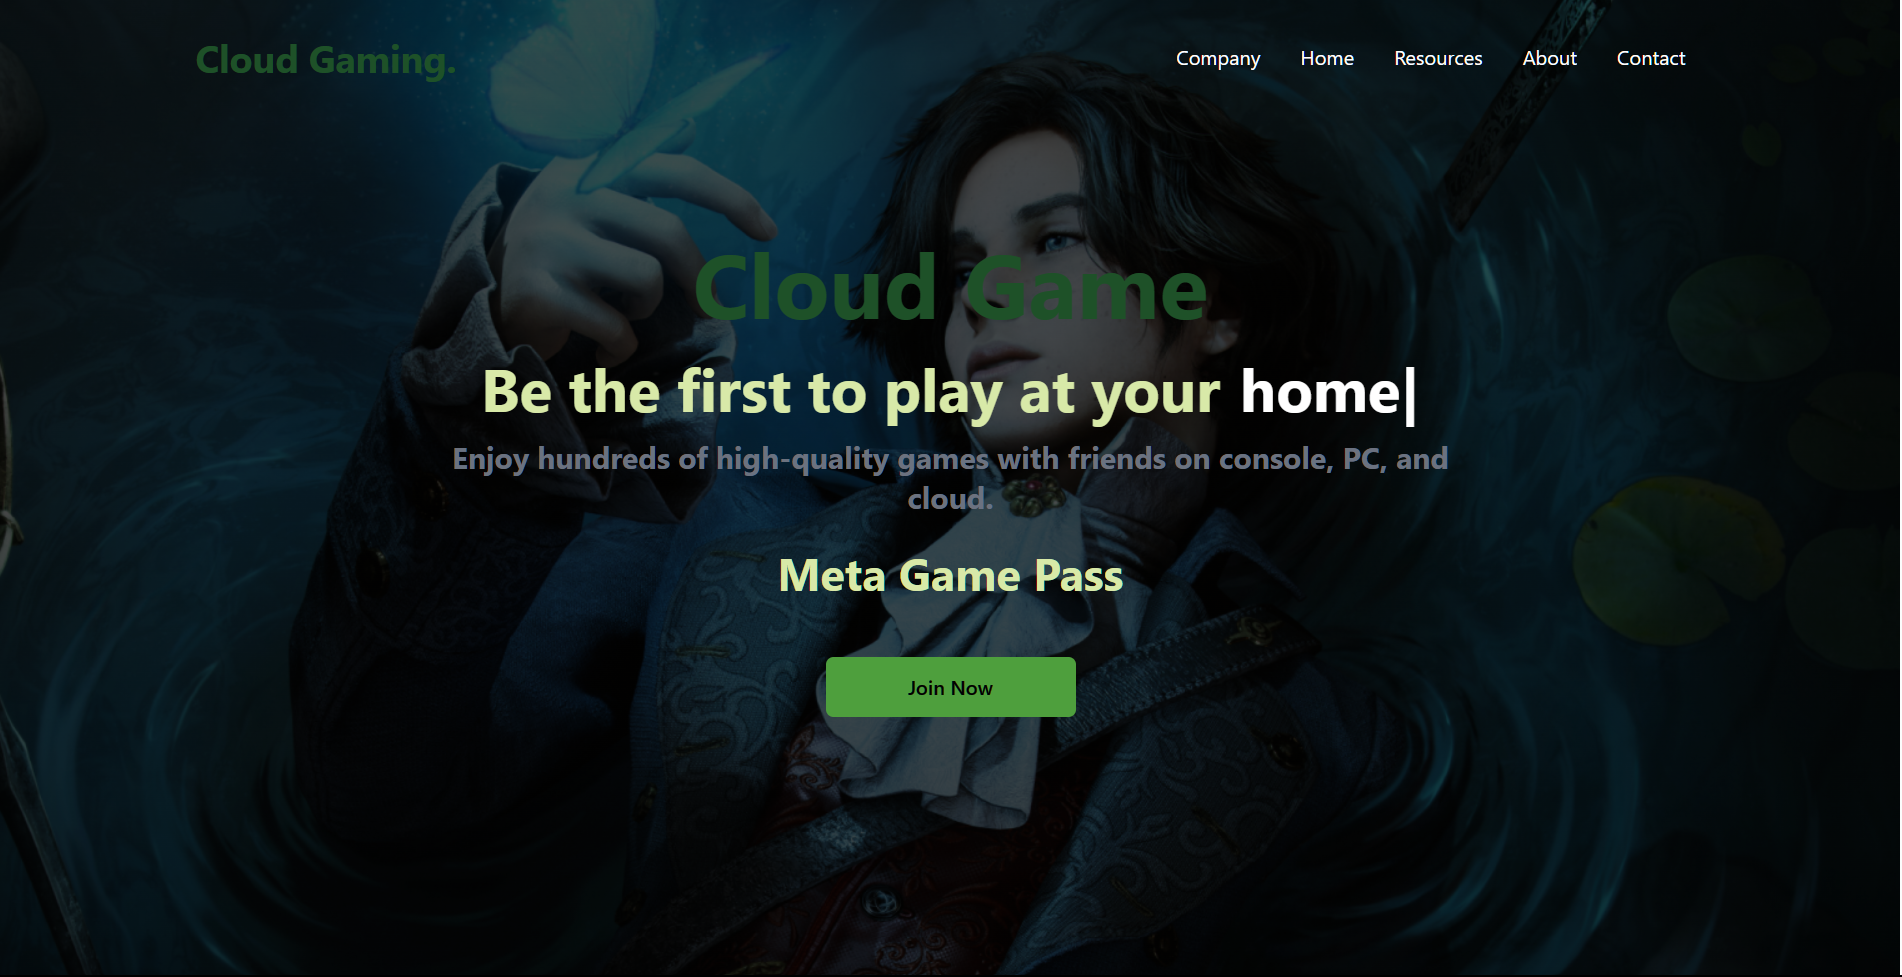 Cloud Gaming.
Company Home Resources About Contact
Cloud Game
Be the first to play at your home|
Enjoy hundreds of high-quality games with friends on console, PC, and
cloud.
Meta Game Pass
Join Now